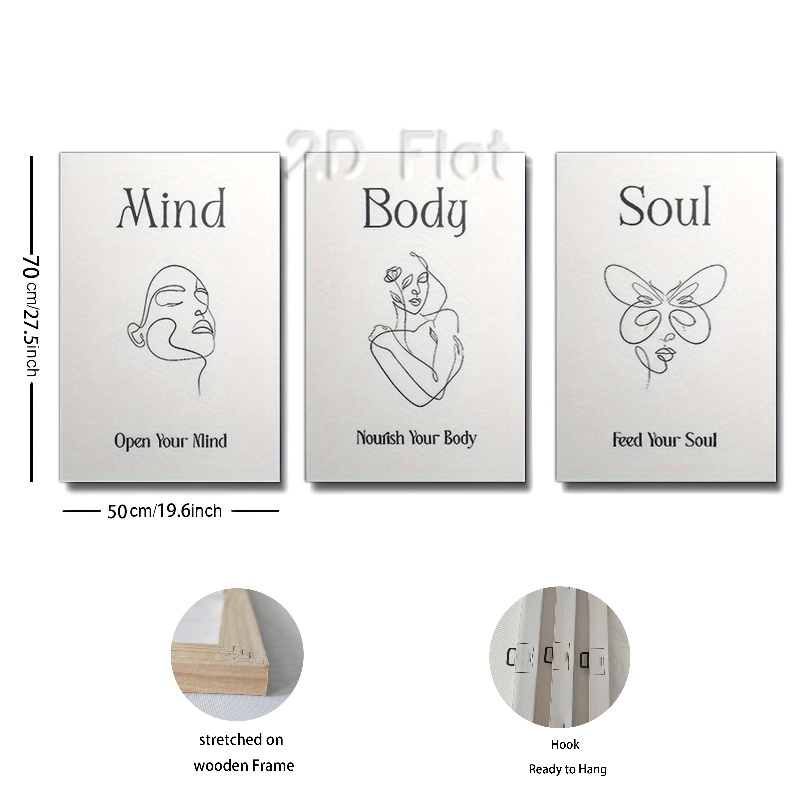 2D Flat
Mind
Body
Soul
70 cm/27.5inch
Open Your Mind
Nourish Your Body
Feed Your Soul
50cm/19.6inch
stretched on
wooden Frame
Hook
Ready to Hang